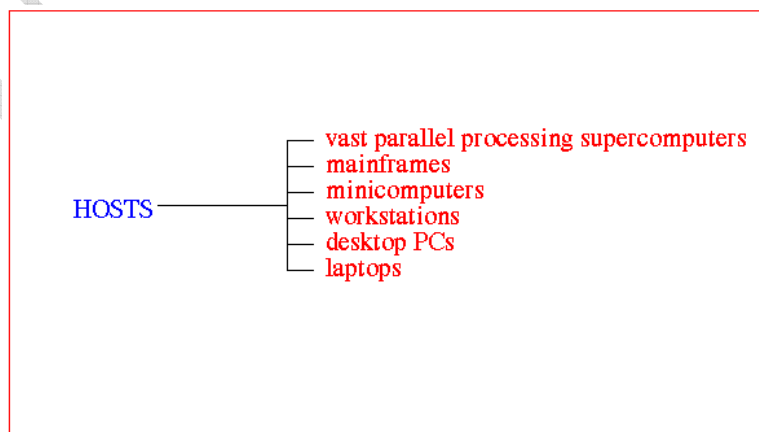 vast parallel processing supercomputers
mainframes
minicomputers
HOSTS
workstations
desktop PCs
laptops